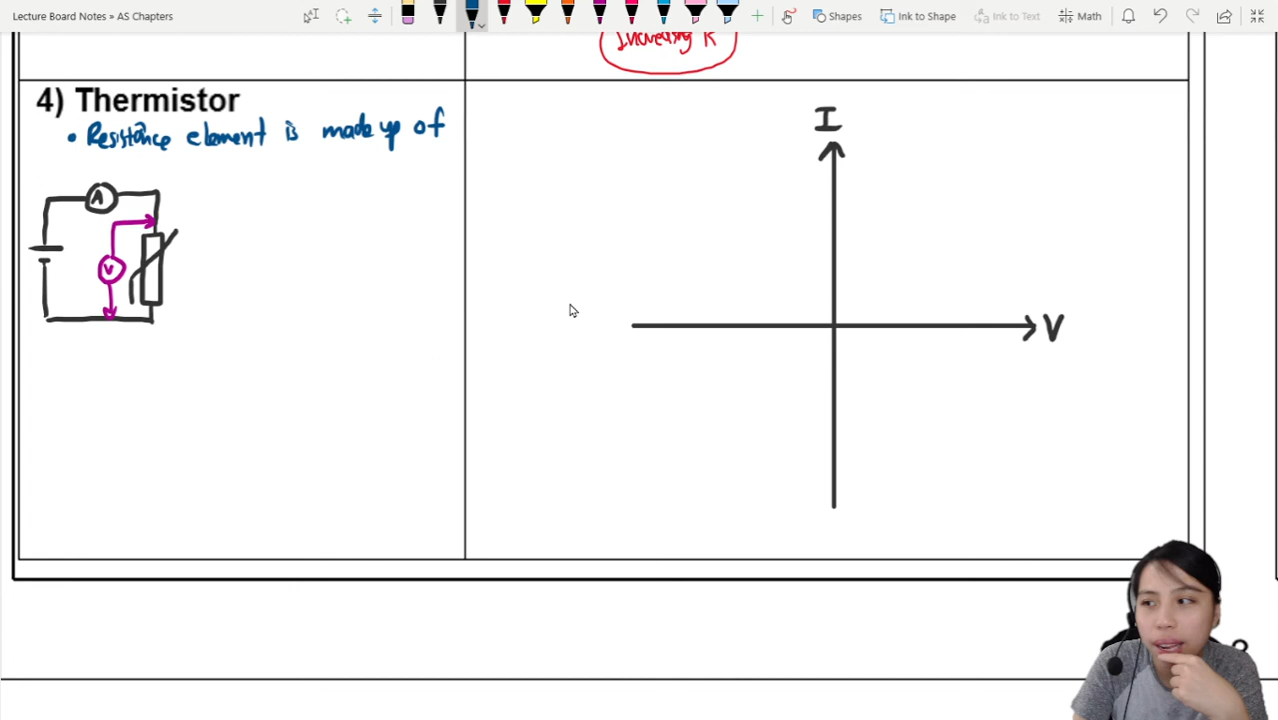 Lecture Board Notes » AS Chapters
Shapes
Ink to Shape
Ink to Text
Math
Increasing R
4) Thermistor
• Resistance element is made up of
I
A
V
V